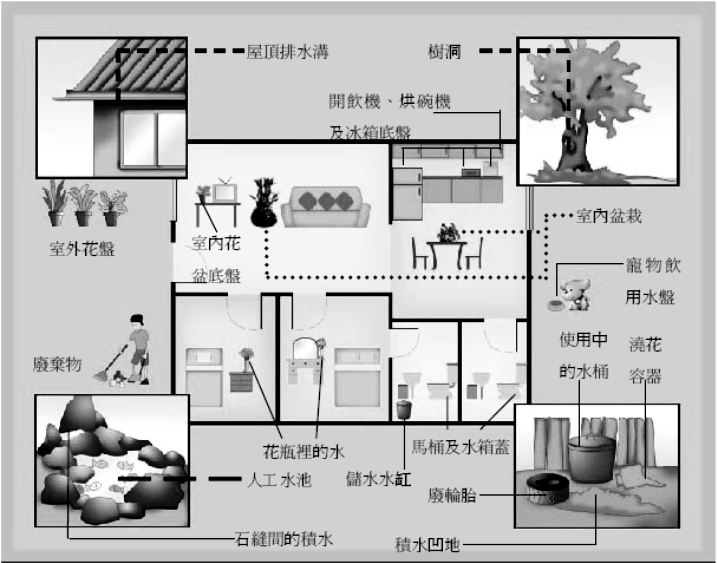 屋頂排水溝
樹洞
開飲機、烘碗機
及冰箱底盤
室外花盤
室內花
盆底盤
室內盆栽
寵物飲
用水盤
廢棄物
使用中
的水桶
澆花
容器
花瓶裡的水
馬桶及水箱蓋
人工水池
儲水水缸
廢輪胎
石縫間的積水
積水凹地